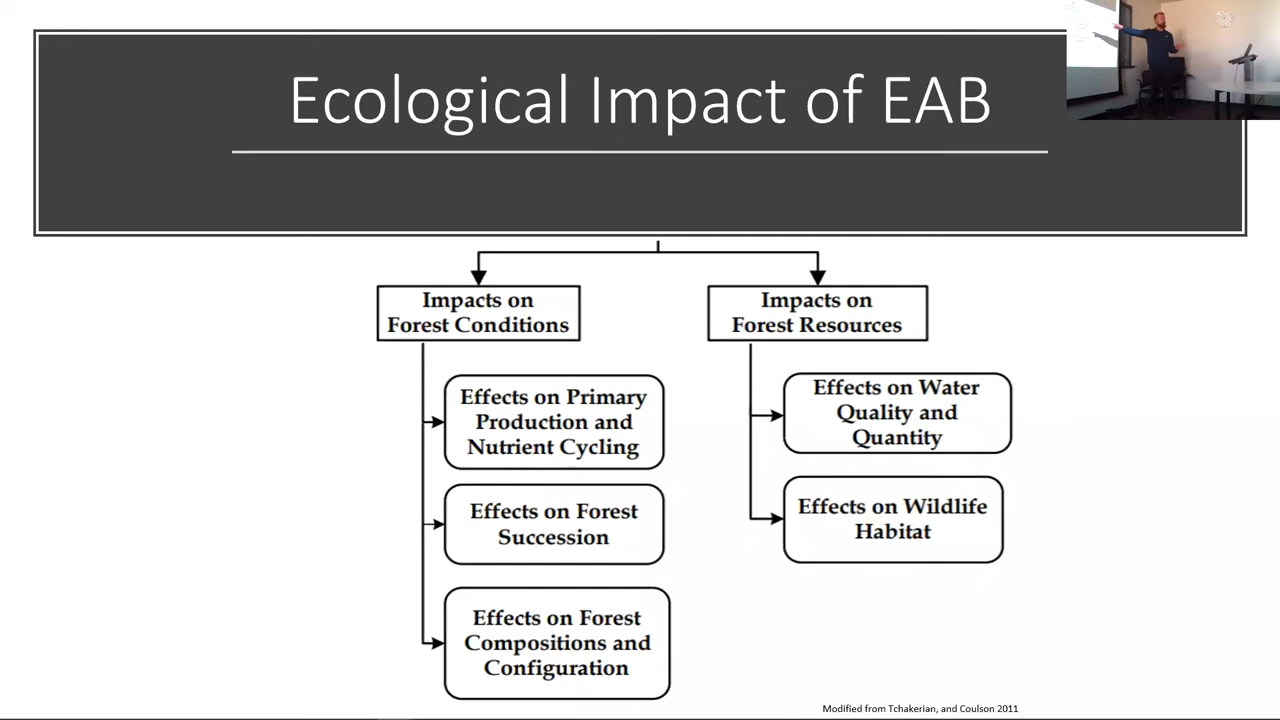 Ecological Impact of EAB
Impacts on
Forest Conditions
Effects on Primary
Production and
Nutrient Cycling
Effects on Forest
Succession
Effects on Forest
Compositions and
Configuration
Impacts on
Forest Resources
Effects on Water
Quality and
Quantity
Effects on Wildlife
Habitat
Modified from Tchakerian, and Coulson 2011